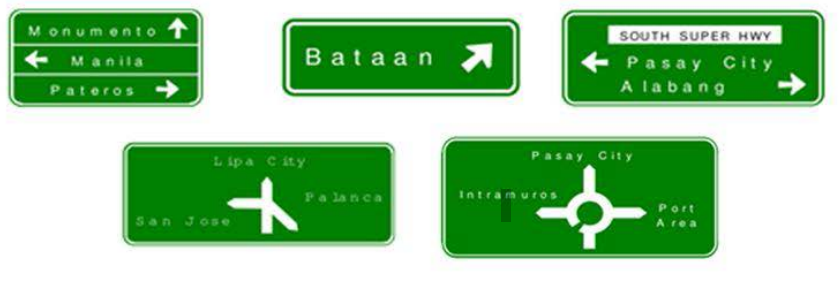 Monumento
Manila
Pateros
Bataan
SOUTH SUPER HWY
Pasay City
Alabang
Lipa City
Palanca
San Jose
Pasay City
Intramuros
Port
Area